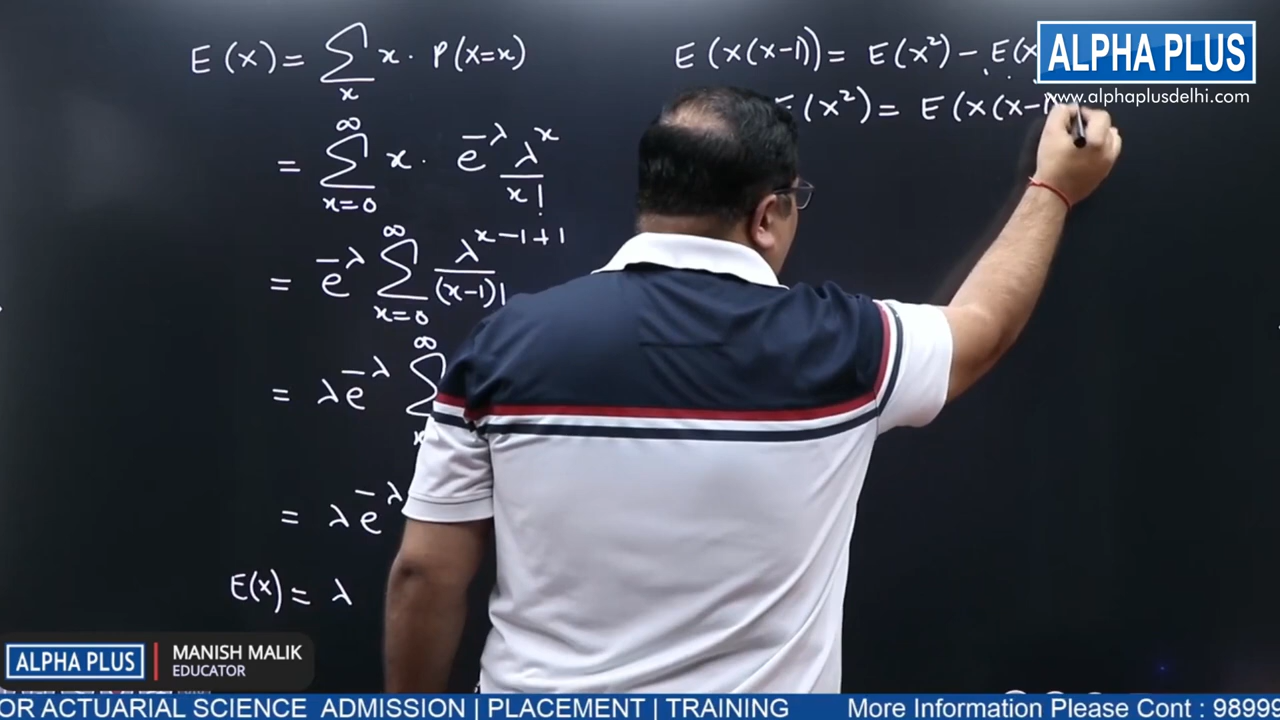 E(X) = ∑ₓ x · P(X=x)
= ∑_{x=0}^{∞} x · e^{-λ} λ^x / x!
= e^{-λ} ∑_{x=0}^{∞} λ^{x-1+1} / (x-1)!
= λe^{-λ} ∑^{∞}
= λe^{-λ}
E(X) = λ
E(X(X-1)) = E(X²) - E(X
E(X²) = E(X(X-1)
ALPHA PLUS
www.alphaplusdelhi.com
ALPHA PLUS
MANISH MALIK
EDUCATOR
OR ACTUARIAL SCIENCE ADMISSION | PLACEMENT | TRAINING More Information Please Cont : 98999